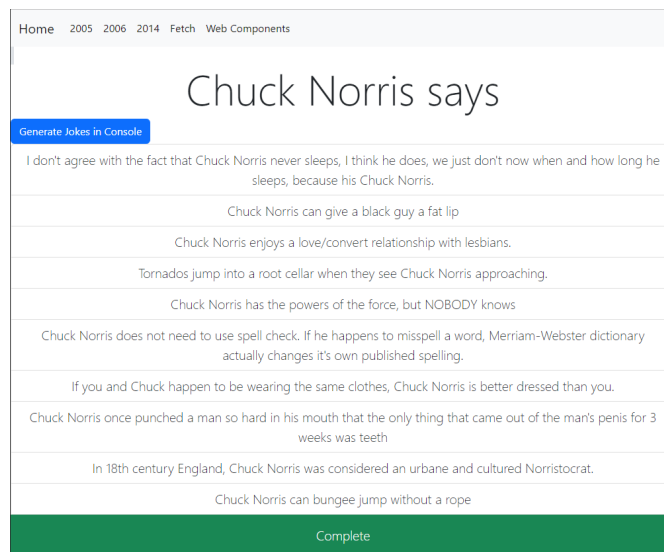 Home 2005 2006 2014 Fetch Web Components
Chuck Norris says
Generate Jokes in Console
I don't agree with the fact that Chuck Norris never sleeps, I think he does, we just don't now when and how long he
sleeps, because his Chuck Norris.
Chuck Norris can give a black guy a fat lip
Chuck Norris enjoys a love/convert relationship with lesbians.
Tornados jump into a root cellar when they see Chuck Norris approaching.
Chuck Norris has the powers of the force, but NOBODY knows
Chuck Norris does not need to use spell check. If he happens to misspell a word, Merriam-Webster dictionary
actually changes it's own published spelling.
If you and Chuck happen to be wearing the same clothes, Chuck Norris is better dressed than you.
Chuck Norris once punched a man so hard in his mouth that the only thing that came out of the man's penis for 3
weeks was teeth
In 18th century England, Chuck Norris was considered an urbane and cultured Norristocrat.
Chuck Norris can bungee jump without a rope
Complete